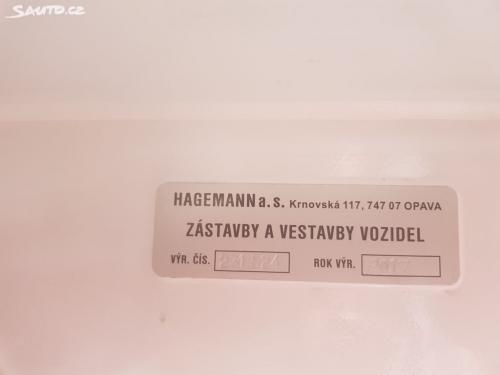 SAUTO.CZ
HAGEMANN a.s. Krnovská 117, 747 07 OPAVA
ZÁSTAVBY A VESTAVBY VOZIDEL
VÝR. ČÍS. ROK VÝR.